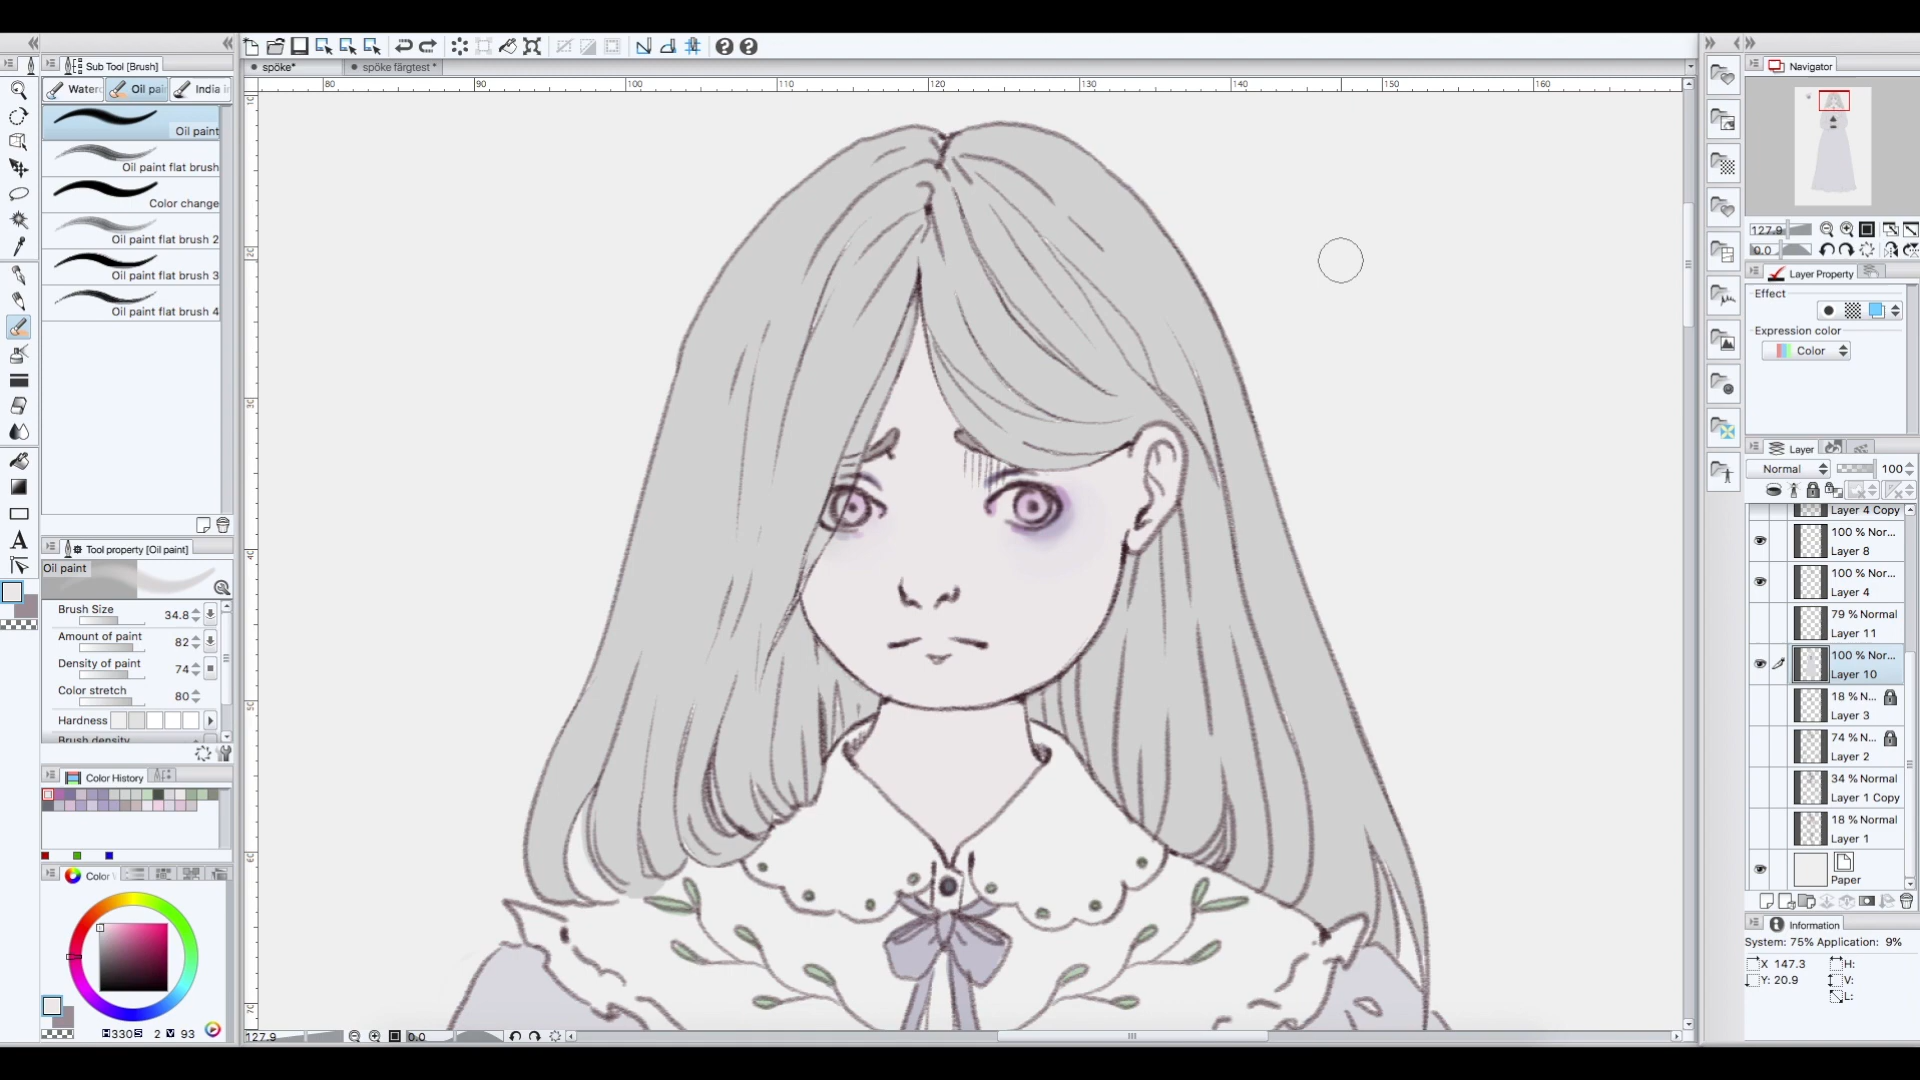 Sub Tool [Brush]
Water
Oil pai
India i
Oil paint
Oil paint flat brush
Color change
Oil paint flat brush 2
Oil paint flat brush 3
Oil paint flat brush 4
Tool property [Oil paint]
Oil paint
Brush Size 34.8
Amount of paint 82
Density of paint 74
Color stretch 80
Hardness
Brush density
Color History
Color
H 330 S 2 V 93
spöke*
spöke färgtest *
80 90 100 110 120 130 140 150 160
127.9 0.0
Navigator
127.9
0.0
Layer Property
Effect
Expression color
Color
Layer
Normal 100
Layer 4 Copy
100 % Nor...
Layer 8
100 % Nor...
Layer 4
79 % Normal
Layer 11
100 % Nor...
Layer 10
18 % N...
Layer 3
74 % N...
Layer 2
34 % Normal
Layer 1 Copy
18 % Normal
Layer 1
Paper
Information
System: 75% Application: 9%
X 147.3 H:
Y: 20.9 V:
L: